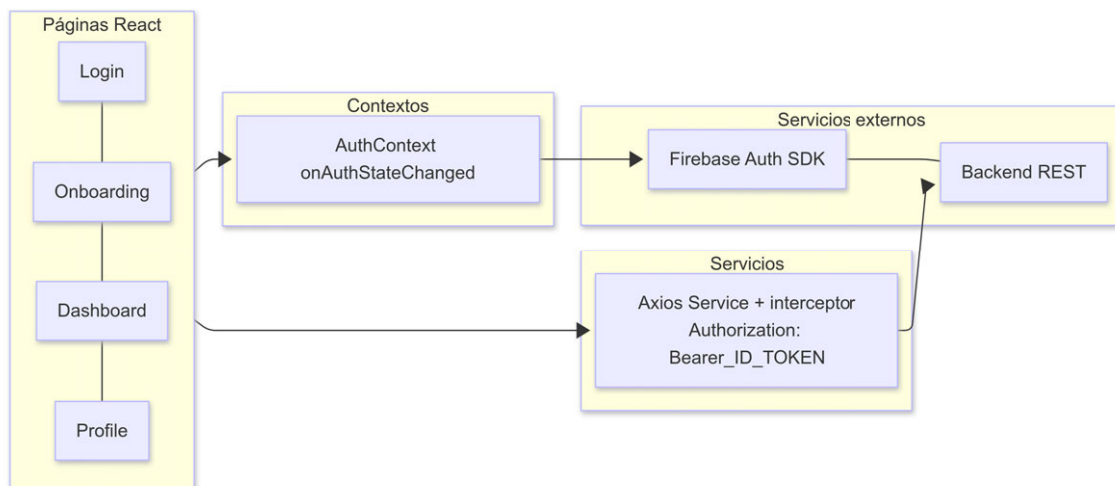 Páginas React
Login
Onboarding
Dashboard
Profile
Contextos
AuthContext
onAuthStateChanged
Servicios externos
Firebase Auth SDK
Backend REST
Servicios
Axios Service + interceptor
Authorization:
Bearer_ID_TOKEN